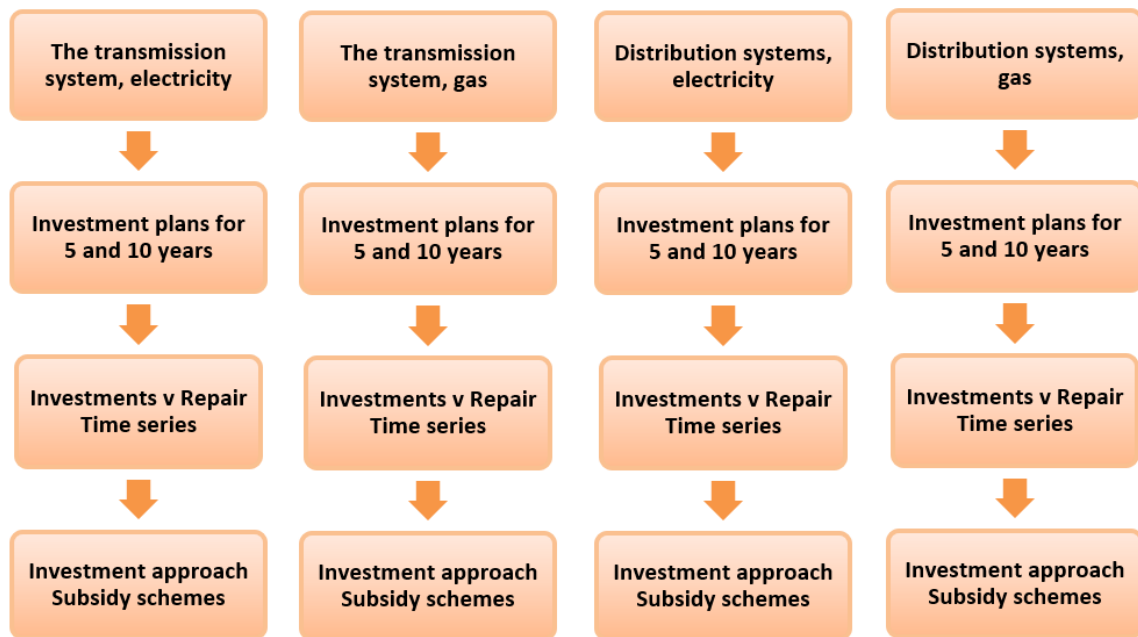 The transmission
system, electricity
The transmission
system, gas
Distribution systems,
electricity
Distribution systems,
gas
Investment plans for
5 and 10 years
Investment plans for
5 and 10 years
Investment plans for
5 and 10 years
Investment plans for
5 and 10 years
Investments v Repair
Time series
Investments v Repair
Time series
Investments v Repair
Time series
Investments v Repair
Time series
Investment approach
Subsidy schemes
Investment approach
Subsidy schemes
Investment approach
Subsidy schemes
Investment approach
Subsidy schemes